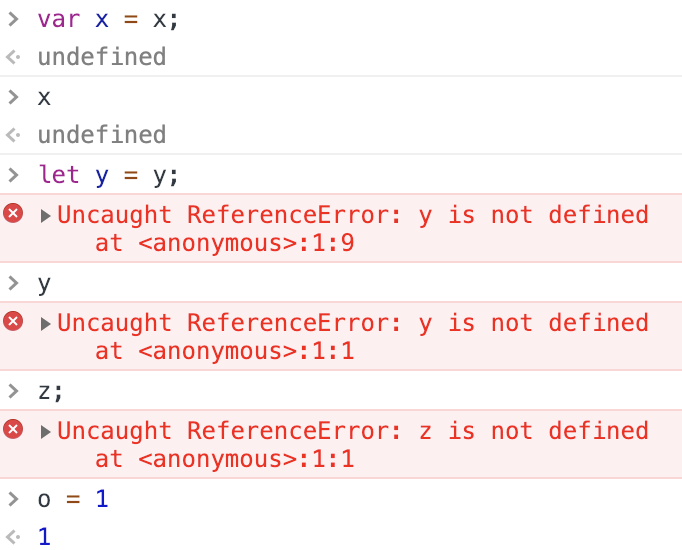 > var x = x;
<· undefined
> x
<· undefined
> let y = y;
▶Uncaught ReferenceError: y is not defined
at <anonymous>:1:9
> y
▶Uncaught ReferenceError: y is not defined
at <anonymous>:1:1
> z;
▶Uncaught ReferenceError: z is not defined
at <anonymous>:1:1
> o = 1
<· 1